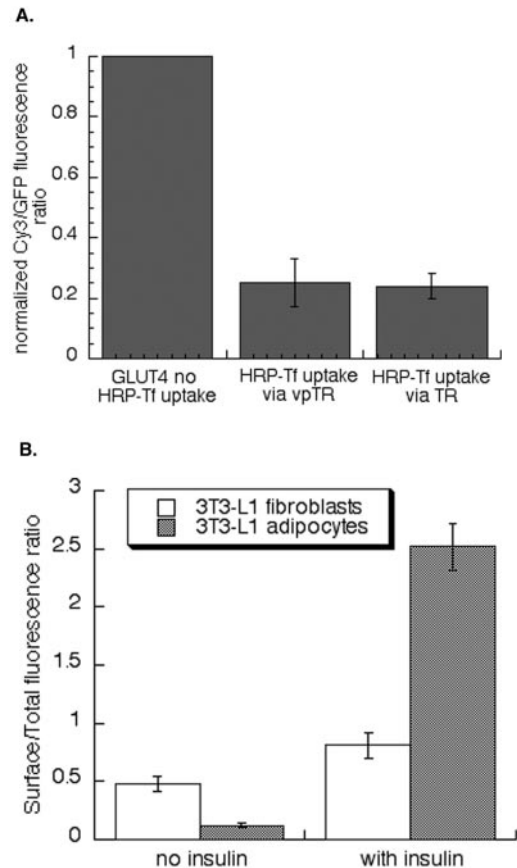 A.
normalized Cy3/GFP fluorescence
ratio
1
0.8
0.6
0.4
0.2
0
GLUT4 no
HRP-Tf uptake
HRP-Tf uptake
via vpTR
HRP-Tf uptake
via TR
B.
Surface/Total fluorescence ratio
3
2.5
2
1.5
1
0.5
0
3T3-L1 fibroblasts
3T3-L1 adipocytes
no insulin
with insulin